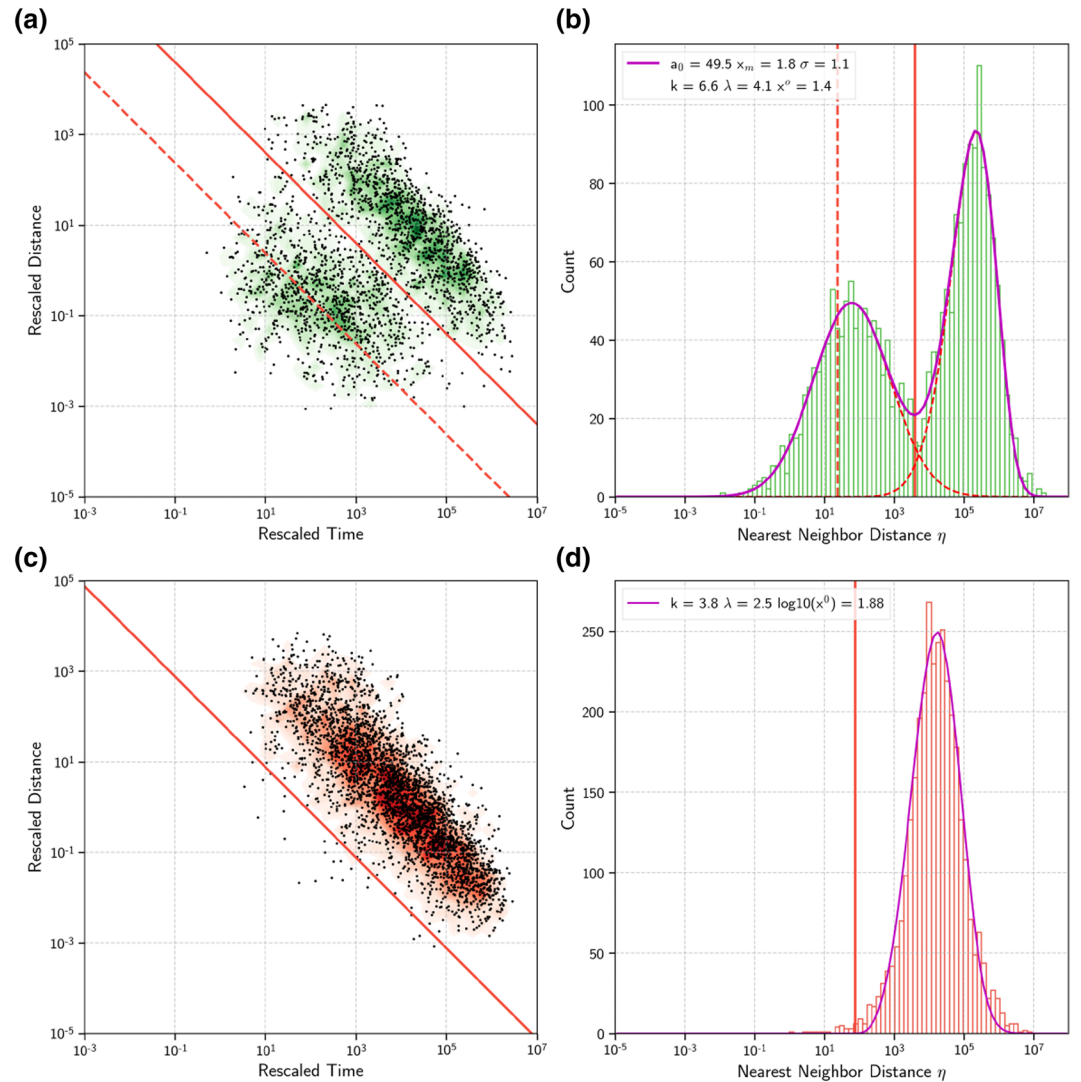 (a)
10⁵
10³
10¹
10⁻¹
10⁻³
10⁻⁵
Rescaled Distance
10⁻³ 10⁻¹ 10¹ 10³ 10⁵ 10⁷
Rescaled Time
(b)
a₀ = 49.5 xₘ = 1.8 σ = 1.1
k = 6.6 λ = 4.1 xᵒ = 1.4
100
80
60
40
20
0
Count
10⁻⁵ 10⁻³ 10⁻¹ 10¹ 10³ 10⁵ 10⁷
Nearest Neighbor Distance η
(c)
10⁵
10³
10¹
10⁻¹
10⁻³
10⁻⁵
Rescaled Distance
10⁻³ 10⁻¹ 10¹ 10³ 10⁵ 10⁷
Rescaled Time
(d)
k = 3.8 λ = 2.5 log10(x⁰) = 1.88
250
200
150
100
50
0
Count
10⁻⁵ 10⁻³ 10⁻¹ 10¹ 10³ 10⁵ 10⁷
Nearest Neighbor Distance η